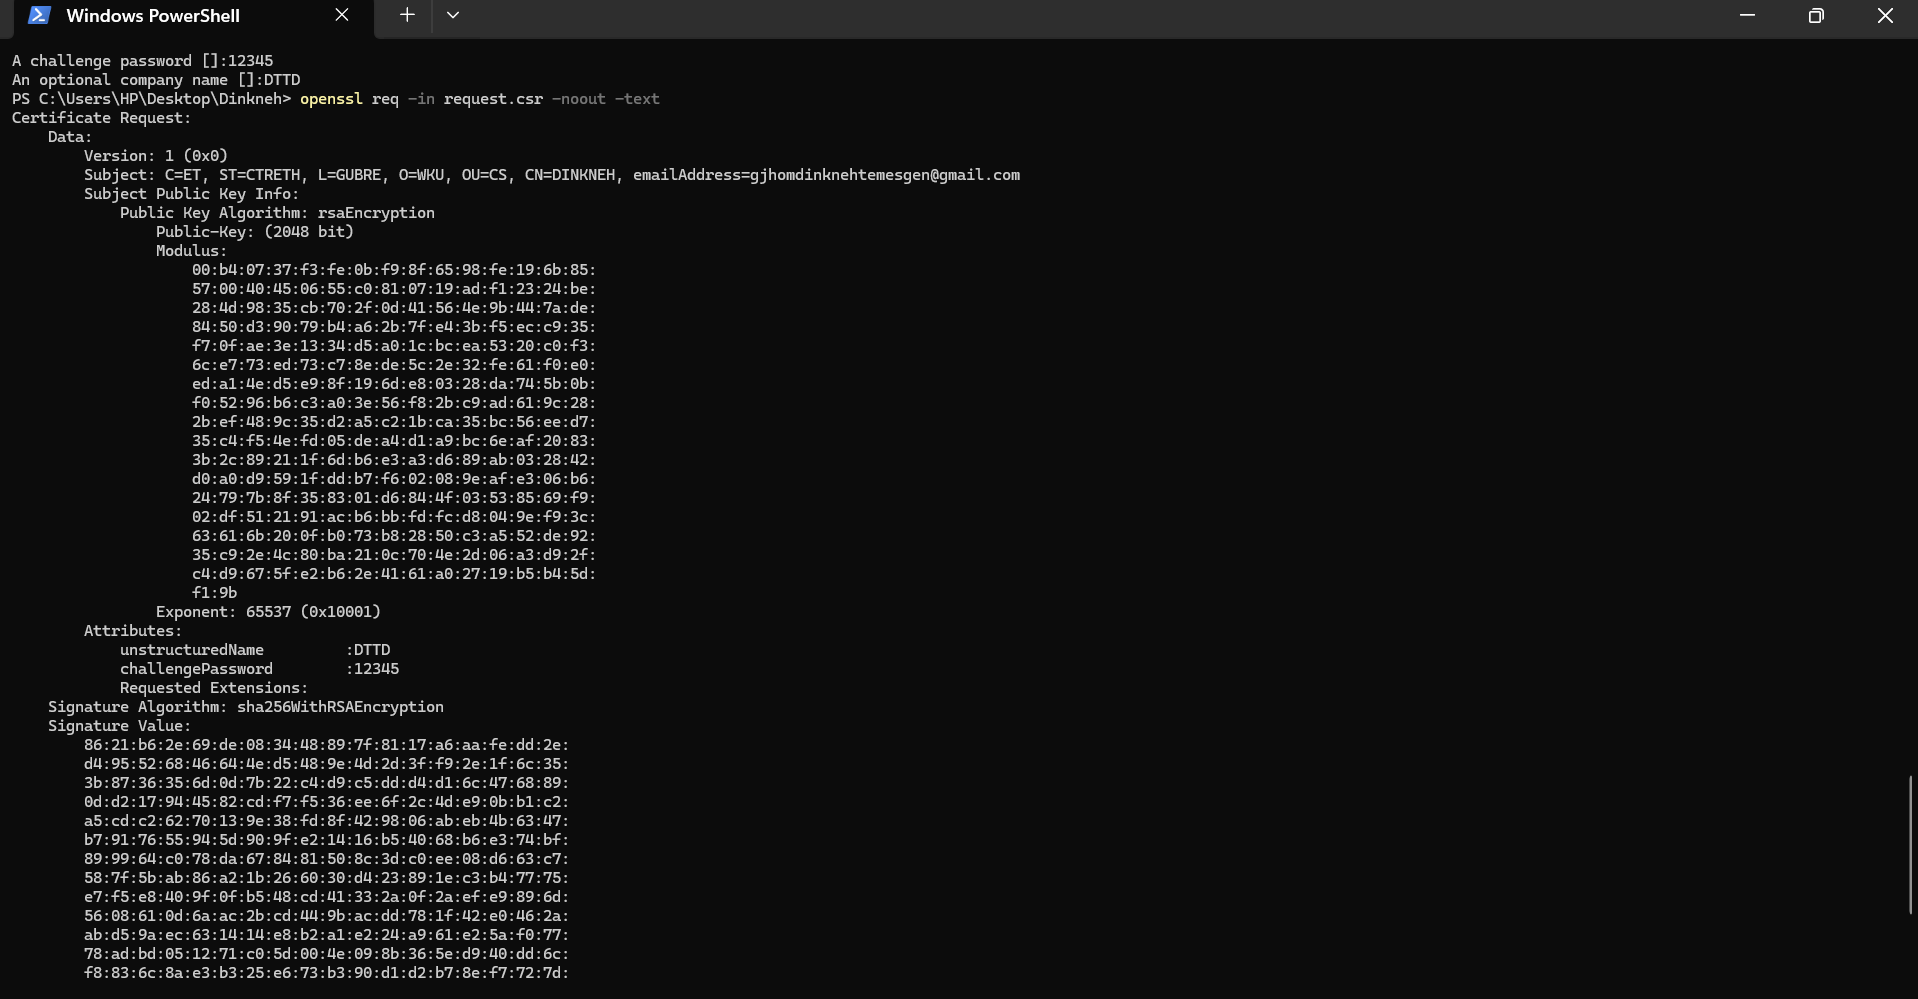 Windows PowerShell
A challenge password []:12345
An optional company name []:DTTD
PS C:\Users\HP\Desktop\Dinkneh> openssl req -in request.csr -noout -text
Certificate Request:
    Data:
        Version: 1 (0x0)
        Subject: C=ET, ST=CTRETH, L=GUBRE, O=WKU, OU=CS, CN=DINKNEH, emailAddress=gjhomdinknehtemesgen@gmail.com
        Subject Public Key Info:
            Public Key Algorithm: rsaEncryption
                Public-Key: (2048 bit)
                Modulus:
                    00:b4:07:37:f3:fe:0b:f9:8f:65:98:fe:19:6b:85:
                    57:00:40:45:06:55:c0:81:07:19:ad:f1:23:24:be:
                    28:4d:98:35:cb:70:2f:0d:41:56:4e:9b:44:7a:de:
                    84:50:d3:90:79:b4:a6:2b:7f:e4:3b:f5:ec:c9:35:
                    f7:0f:ae:3e:13:34:d5:a0:1c:bc:ea:53:20:c0:f3:
                    6c:e7:73:ed:73:c7:8e:de:5c:2e:32:fe:61:f0:e0:
                    ed:a1:4e:d5:e9:8f:19:6d:e8:03:28:da:74:5b:0b:
                    f0:52:96:b6:c3:a0:3e:56:f8:2b:c9:ad:61:9c:28:
                    2b:ef:48:9c:35:d2:a5:c2:1b:ca:35:bc:56:ee:d7:
                    35:c4:f5:4e:fd:05:de:a4:d1:a9:bc:6e:af:20:83:
                    3b:2c:89:21:1f:6d:b6:e3:a3:d6:89:ab:03:28:42:
                    d0:a0:d9:59:1f:dd:b7:f6:02:08:9e:af:e3:06:b6:
                    24:79:7b:8f:35:83:01:d6:84:4f:03:53:85:69:f9:
                    02:df:51:21:91:ac:b6:bb:fd:fc:d8:04:9e:f9:3c:
                    63:61:6b:20:0f:b0:73:b8:28:50:c3:a5:52:de:92:
                    35:c9:2e:4c:80:ba:21:0c:70:4e:2d:06:a3:d9:2f:
                    c4:d9:67:5f:e2:b6:2e:41:61:a0:27:19:b5:b4:5d:
                    f1:9b
                Exponent: 65537 (0x10001)
        Attributes:
            unstructuredName         :DTTD
            challengePassword        :12345
            Requested Extensions:
    Signature Algorithm: sha256WithRSAEncryption
    Signature Value:
        86:21:b6:2e:69:de:08:34:48:89:7f:81:17:a6:aa:fe:dd:2e:
        d4:95:52:68:46:64:4e:d5:48:9e:4d:2d:3f:f9:2e:1f:6c:35:
        3b:87:36:35:6d:0d:7b:22:c4:d9:c5:dd:d4:d1:6c:47:68:89:
        0d:d2:17:94:45:82:cd:f7:f5:36:ee:6f:2c:4d:e9:0b:b1:c2:
        a5:cd:c2:62:70:13:9e:38:fd:8f:42:98:06:ab:eb:4b:63:47:
        b7:91:76:55:94:5d:90:9f:e2:14:16:b5:40:68:b6:e3:74:bf:
        89:99:64:c0:78:da:67:84:81:50:8c:3d:c0:ee:08:d6:63:c7:
        58:7f:5b:ab:86:a2:1b:26:60:30:d4:23:89:1e:c3:b4:77:75:
        e7:f5:e8:40:9f:0f:b5:48:cd:41:33:2a:0f:2a:ef:e9:89:6d:
        56:08:61:0d:6a:ac:2b:cd:44:9b:ac:dd:78:1f:42:e0:46:2a:
        ab:d5:9a:ec:63:14:14:e8:b2:a1:e2:24:a9:61:e2:5a:f0:77:
        78:ad:bd:05:12:71:c0:5d:00:4e:09:8b:36:5e:d9:40:dd:6c:
        f8:83:6c:8a:e3:b3:25:e6:73:b3:90:d1:d2:b7:8e:f7:72:7d: